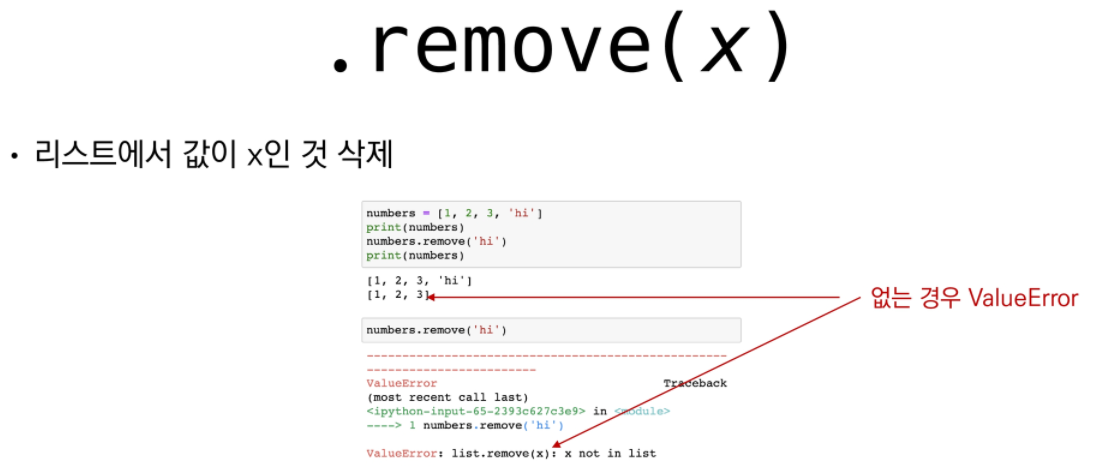 .remove(x)
• 리스트에서 값이 x인 것 삭제
numbers = [1, 2, 3, 'hi']
print(numbers)
numbers.remove('hi')
print(numbers)
[1, 2, 3, 'hi']
[1, 2, 3]
없는 경우 ValueError
numbers.remove('hi')
---------------------------------------------------
------------------------
ValueError Traceback
(most recent call last)
<ipython-input-65-2393c627c3e9> in <module>
----> 1 numbers.remove('hi')
ValueError: list.remove(x): x not in list